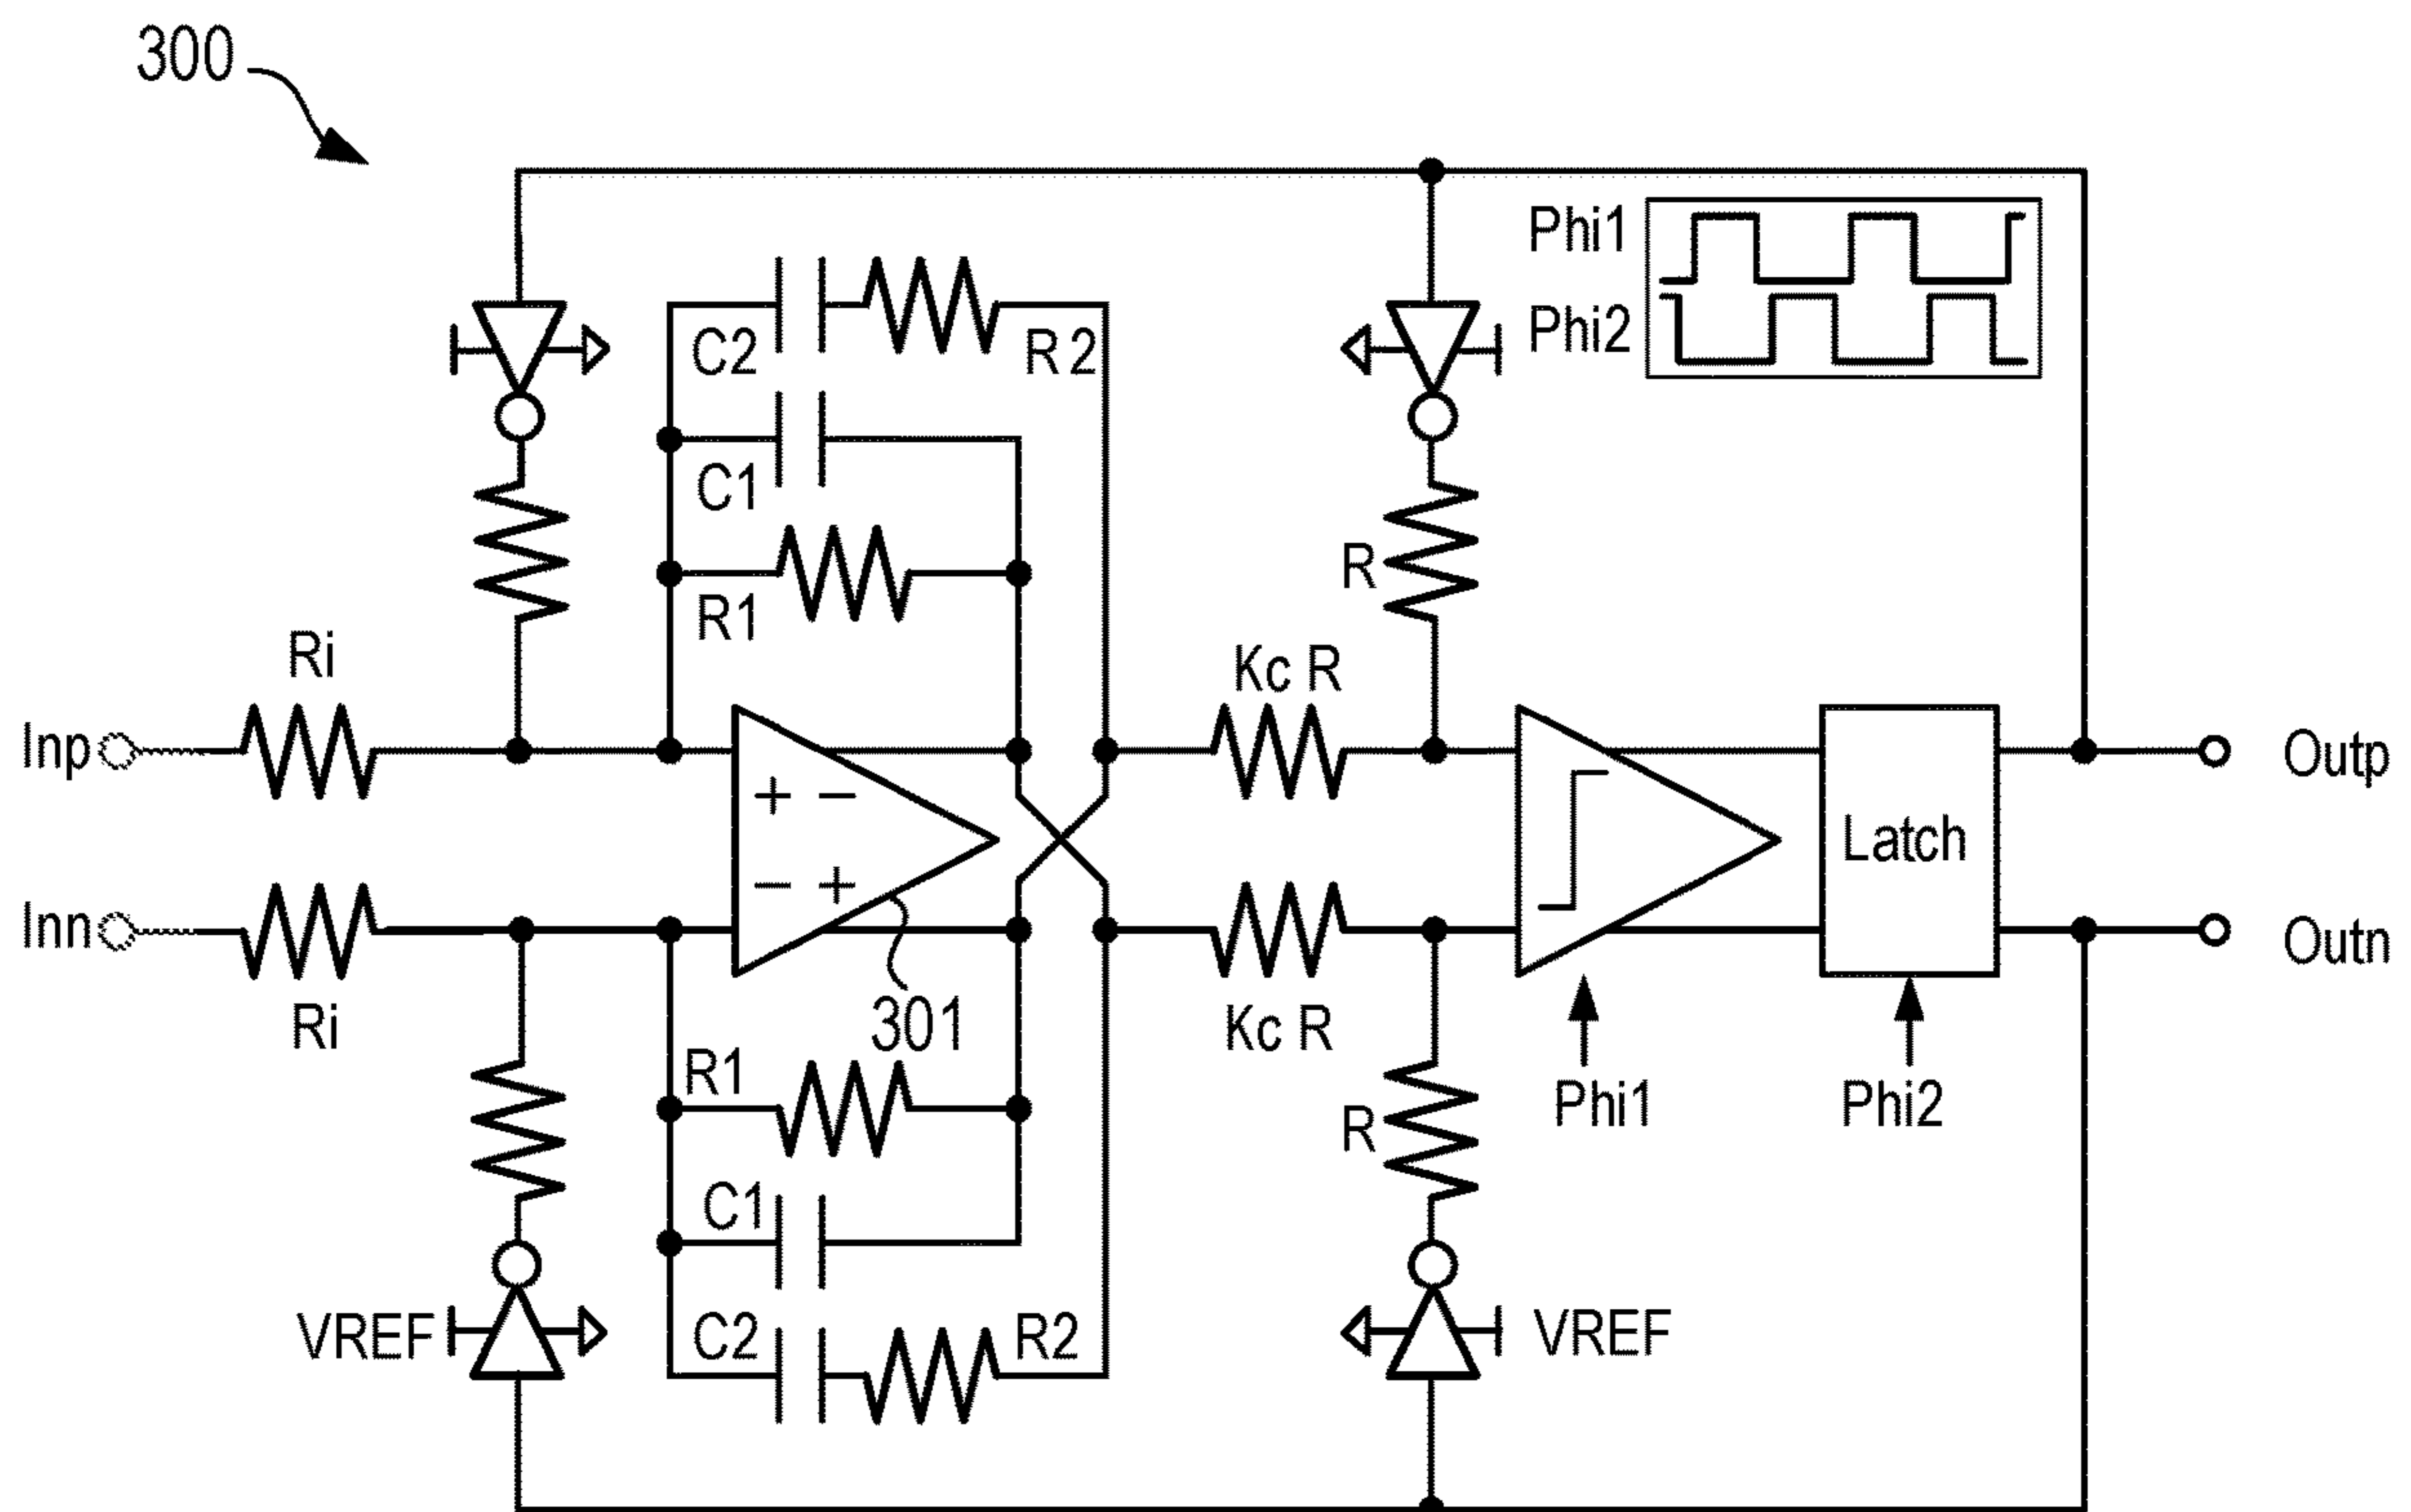 300
Phi1
Phi2
C2
R2
C1
R1
R
Ri
Kc R
Inp
+ −
Outp
Latch
− +
Inn
Outn
301
Ri
Kc R
R1
R
Phi1
Phi2
C1
VREF
C2
R2
VREF